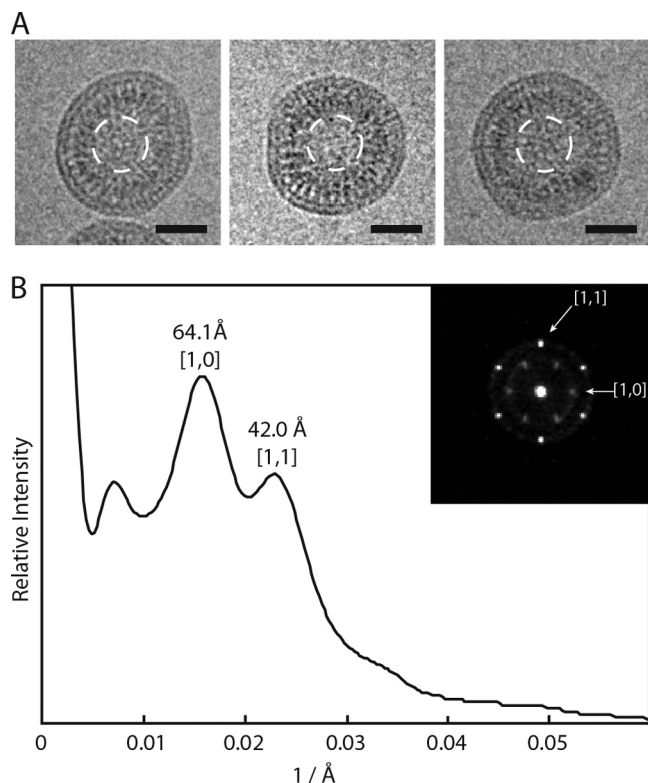 A
B
64.1Å
[1,0]
42.0 Å
[1,1]
[1,1]
[1,0]
Relative Intensity
0
0.01
0.02
0.03
0.04
0.05
1 / Å